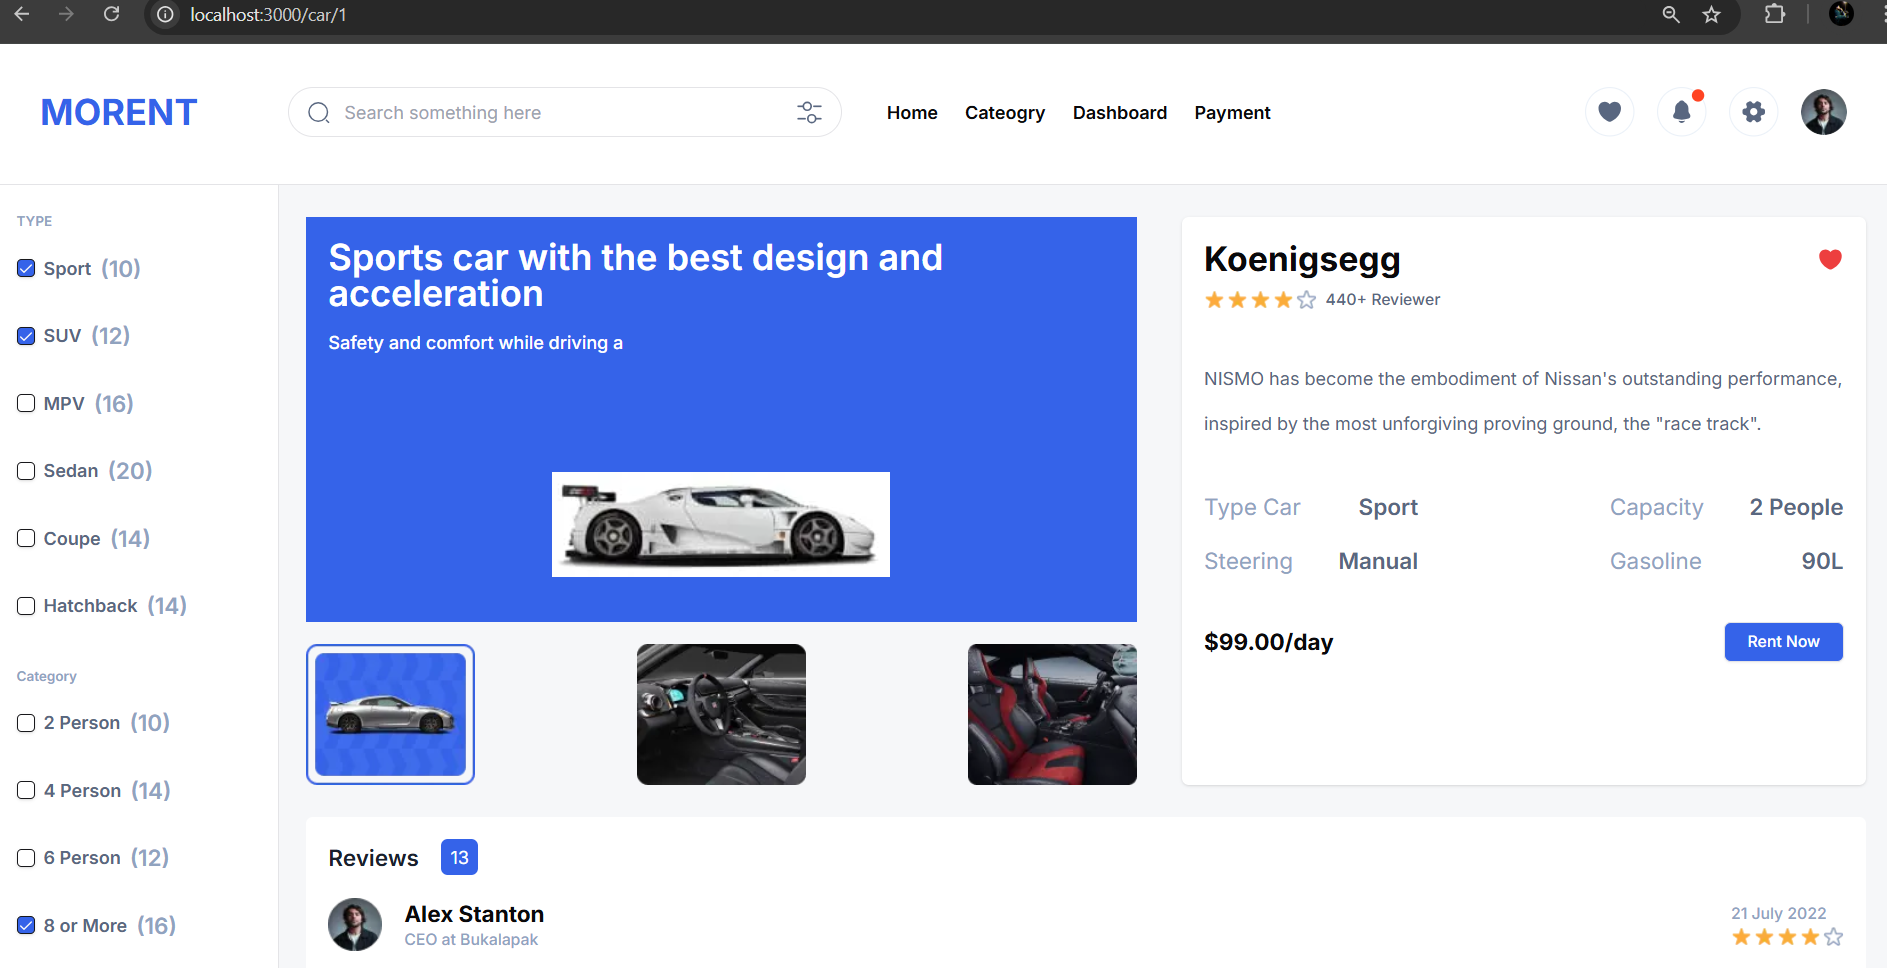 localhost:3000/car/1
MORENT
Search something here
Home Cateogry Dashboard Payment
TYPE
Sport (10)
SUV (12)
MPV (16)
Sedan (20)
Coupe (14)
Hatchback (14)
Category
2 Person (10)
4 Person (14)
6 Person (12)
8 or More (16)
Sports car with the best design and
acceleration
Safety and comfort while driving a
Koenigsegg
440+ Reviewer
NISMO has become the embodiment of Nissan's outstanding performance,
inspired by the most unforgiving proving ground, the "race track".
Type Car Sport Capacity 2 People
Steering Manual Gasoline 90L
$99.00/day Rent Now
Reviews 13
Alex Stanton
CEO at Bukalapak
21 July 2022